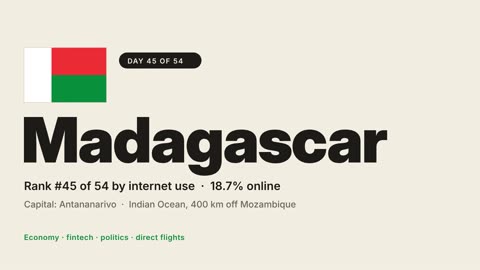 DAY 45 OF 54
Madagascar
Rank #45 of 54 by internet use · 18.7% online
Capital: Antananarivo · Indian Ocean, 400 km off Mozambique
Economy · fintech · politics · direct flights